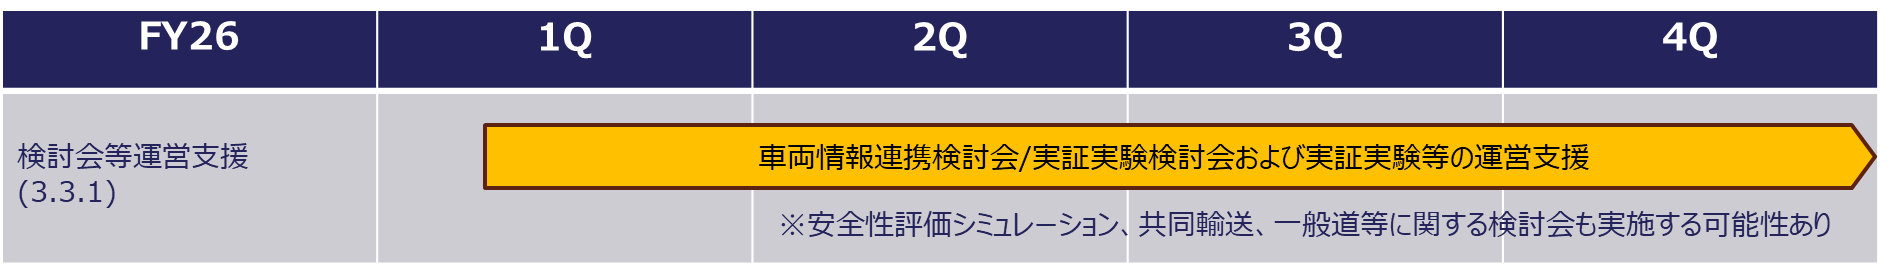 FY26 1Q 2Q 3Q 4Q
検討会等運営支援
(3.3.1)
車両情報連携検討会/実証実験検討会および実証実験等の運営支援
※安全性評価シミュレーション、共同輸送、一般道等に関する検討会も実施する可能性あり